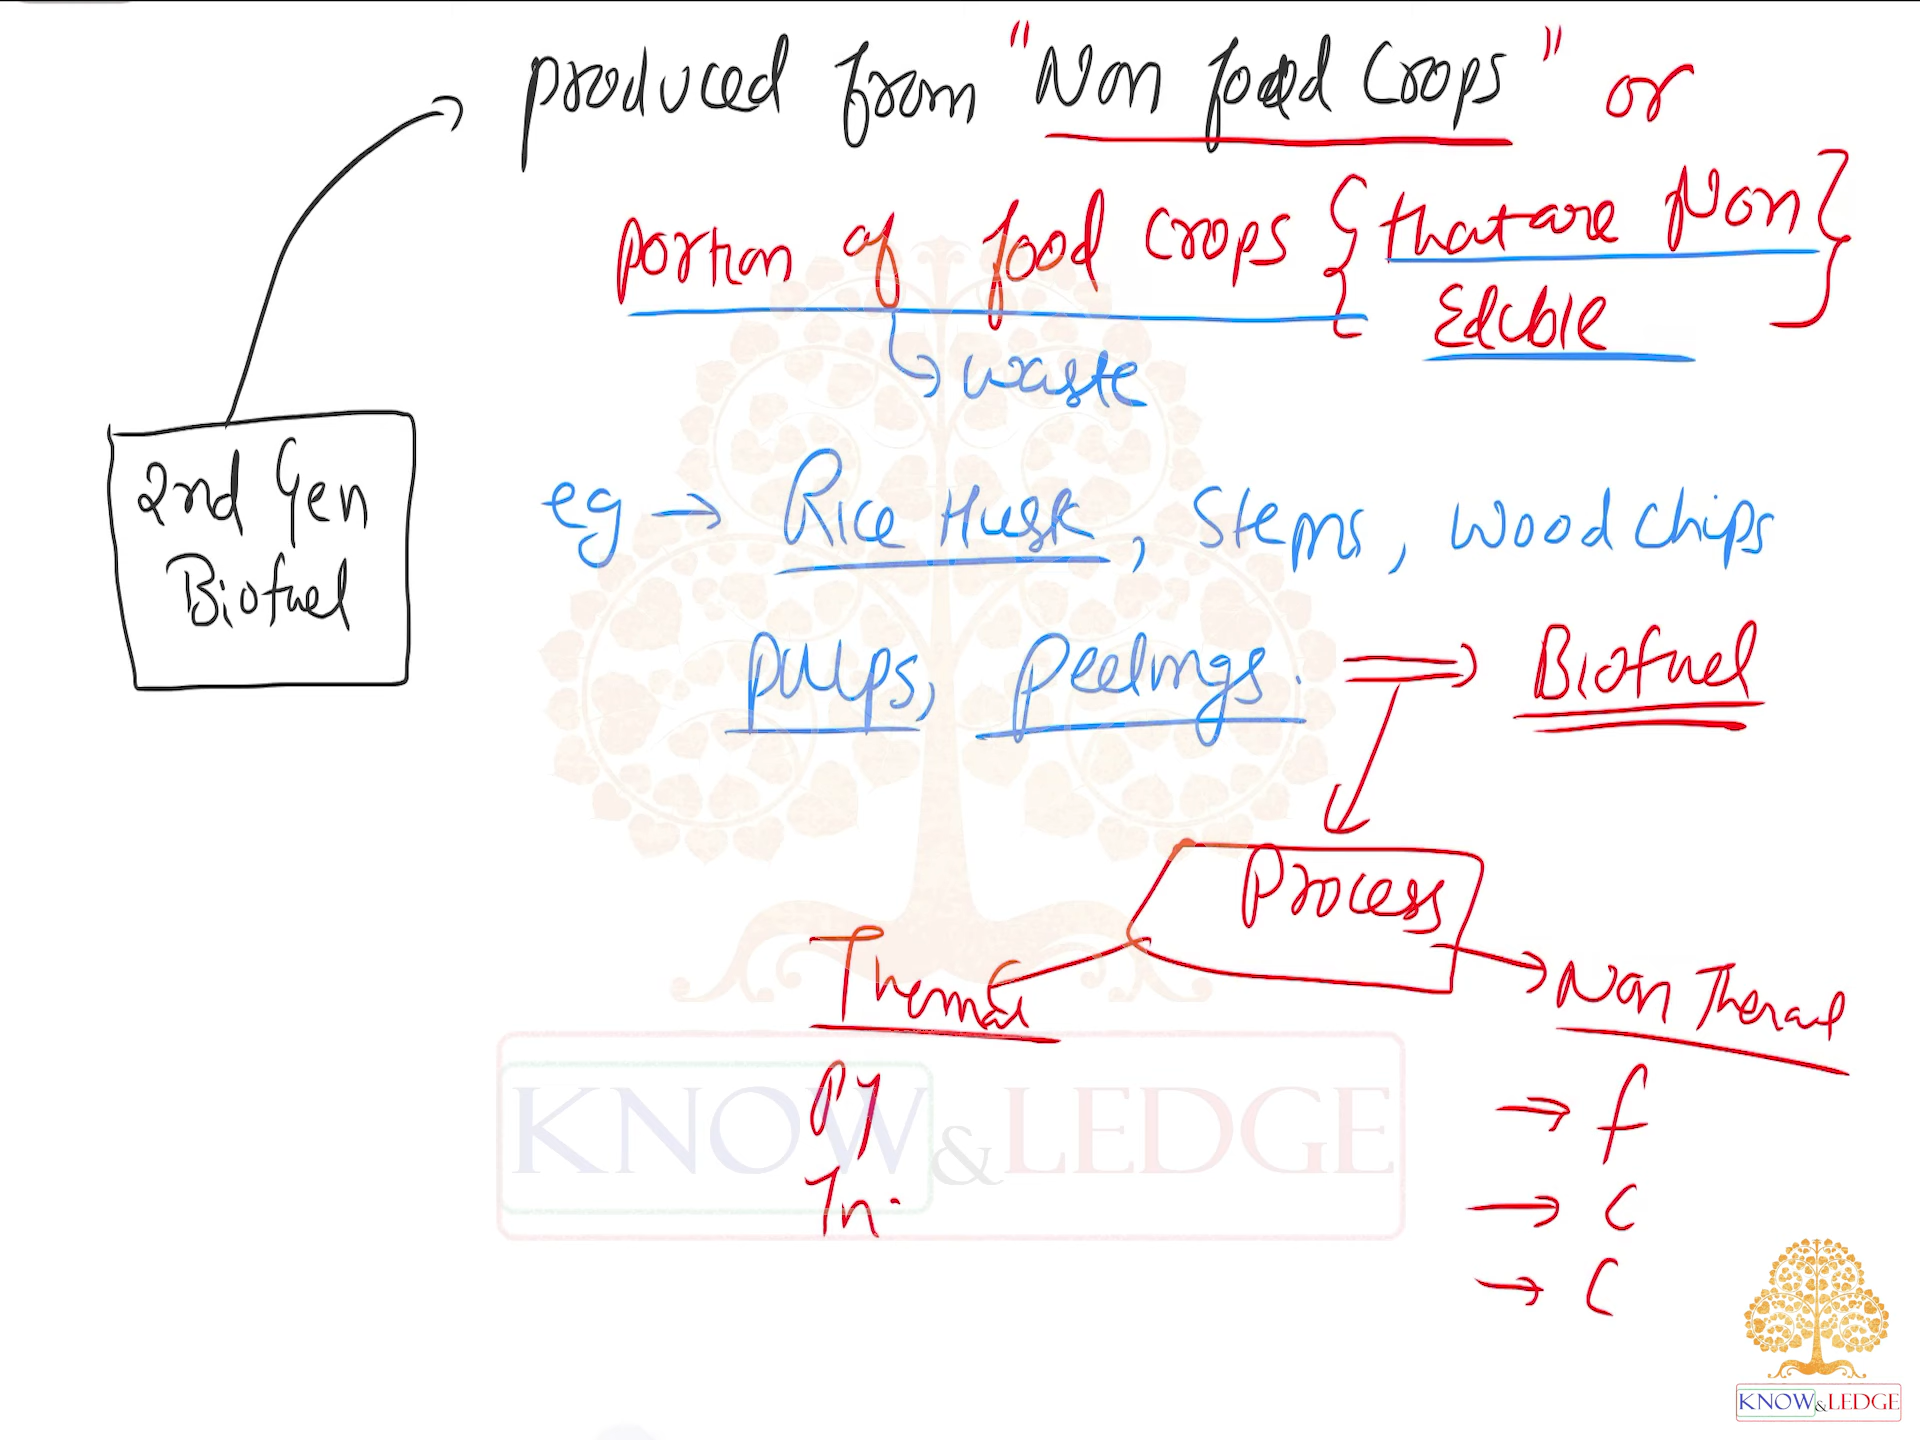 produced from "Non food Crops" or
portion of food crops { that are Non
Edible }
↳ waste
2nd Gen
Biofuel
eg → Rice Husk, Stems, wood chips
pulps, peelings. ⇒ Biofuel
Process
Thermal
Non Thermal
Py
In.
→ f
→ C
→ C
KNOW&LEDGE
KNOW&LEDGE